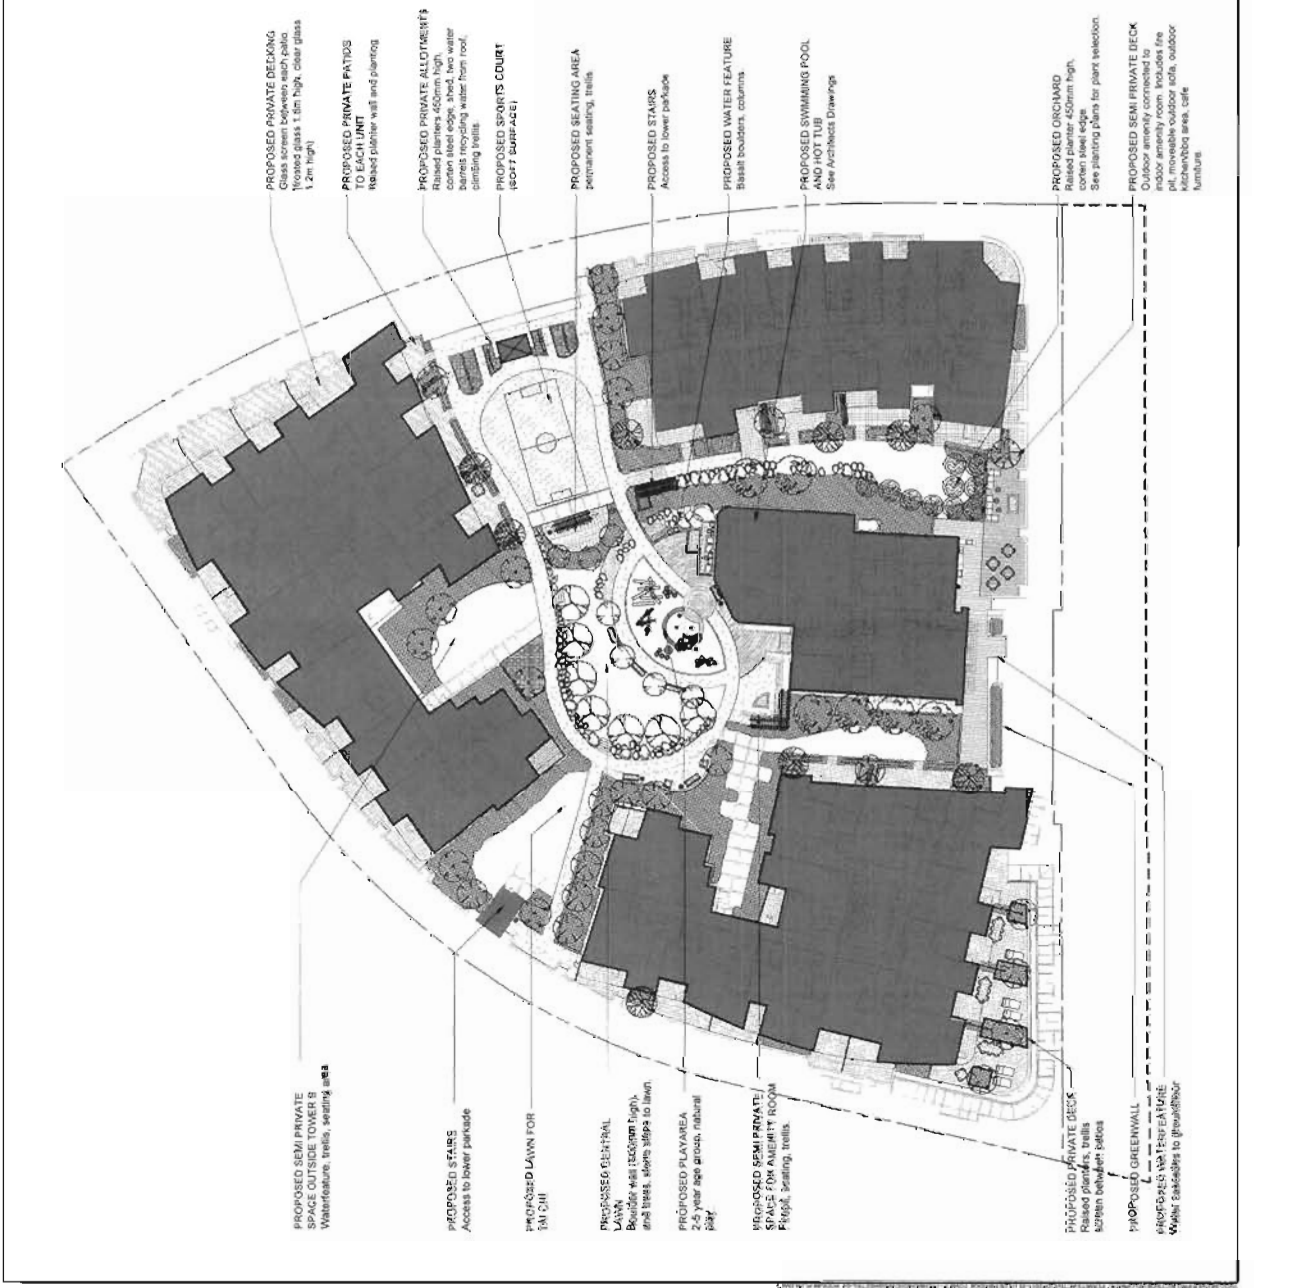 PROPOSED PRIVATE DECKING
Glass screen between each patio.
(frosted glass 1.5m high, clear glass
1.2m high)
PROPOSED PRIVATE PATIOS
TO EACH UNIT
Raised planter wall and planting
PROPOSED PRIVATE ALLOTMENTS
Raised planters 450mm high,
corten steel edge, shed, two water
barrels recycling water from roof,
climbing trellis.
PROPOSED SPORTS COURT
(SOFT SURFACE)
PROPOSED SEATING AREA
permanent seating, trellis
PROPOSED STAIRS
Access to lower parkade
PROPOSED WATER FEATURE
Basalt boulders, columns.
PROPOSED SWIMMING POOL
AND HOT TUB
See Architects Drawings
PROPOSED ORCHARD
Raised planter 450mm high,
corten steel edge.
See planting plans for plant selection.
PROPOSED SEMI PRIVATE DECK
Outdoor amenity connected to
indoor amenity room. Includes fire
pit, moveable outdoor sofa, outdoor
kitchen/bbq area, cafe
furniture.
PROPOSED SEMI PRIVATE
SPACE OUTSIDE TOWER B
Waterfeature, trellis, seating area
PROPOSED STAIRS
Access to lower parkade
PROPOSED LAWN FOR
TAI CHI
PROPOSED CENTRAL
LAWN
Boulder wall (500mm high),
and trees, slope to lawn.
PROPOSED PLAYAREA
2-5 year age group, natural
play.
PROPOSED SEMI PRIVATE
SPACE FOR AMENITY ROOM
Firepit, seating, trellis.
PROPOSED PRIVATE DECK
Raised planters, trellis
screen between patios
PROPOSED GREENWALL
PROPOSED WATERFEATURE
Water cascades to groundfloor